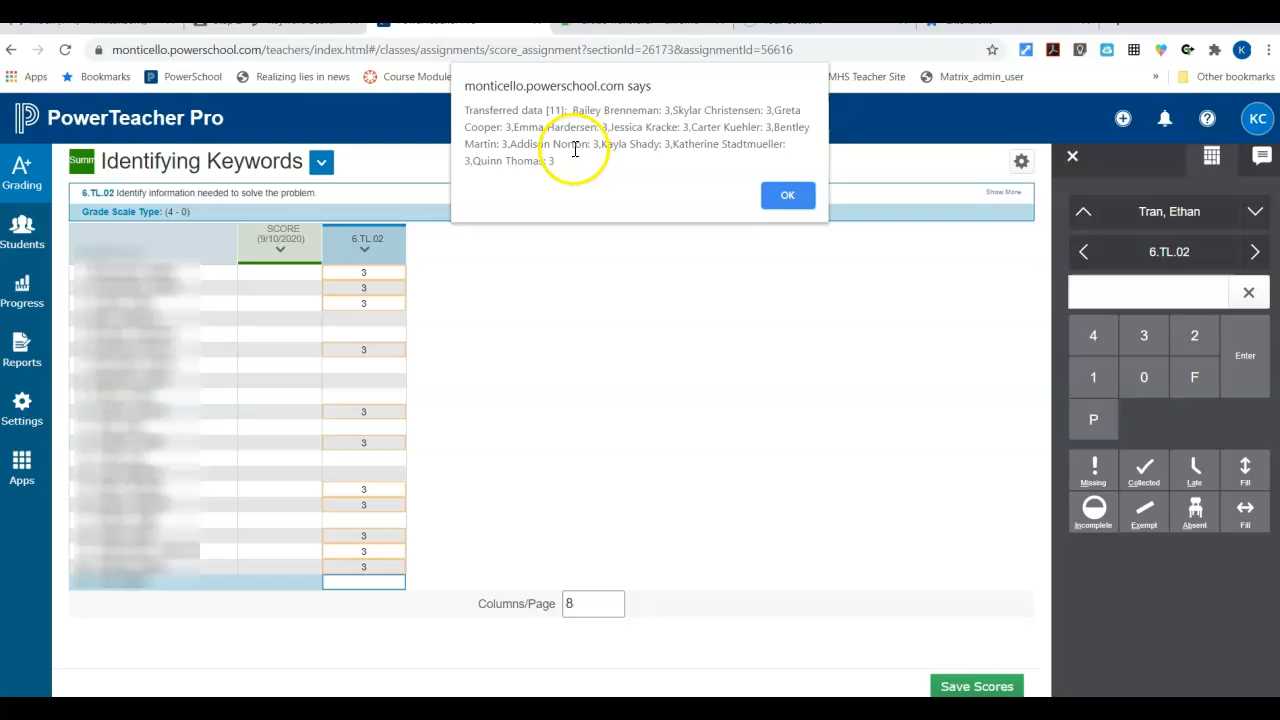 monticello.powerschool.com/teachers/index.html#/classes/assignments/score_assignment?sectionId=26173&assignmentId=56616
K
Apps Bookmarks PowerSchool Realizing lies in news Course Module MHS Teacher Site Matrix_admin_user » Other bookmarks
monticello.powerschool.com says
Transferred data [11]: Bailey Brenneman: 3,Skylar Christensen: 3,Greta
Cooper: 3,Emma Hardersen: 3,Jessica Kracke: 3,Carter Kuehler: 3,Bentley
Martin: 3,Addison Norton: 3,Kayla Shady: 3,Katherine Stadtmueller:
3,Quinn Thomas: 3
OK
PowerTeacher Pro
KC
Grading
Students
Progress
Reports
Settings
Apps
Summ Identifying Keywords
6.TL.02 Identify information needed to solve the problem.
Show More
Grade Scale Type: (4 - 0)
SCORE
(9/10/2020)
6.TL.02
3
3
3
3
3
3
3
3
3
3
3
Columns/Page 8
Save Scores
Tran, Ethan
6.TL.02
4 3 2
Enter
1 0 F
P
Missing Collected Late Fill
Incomplete Exempt Absent Fill